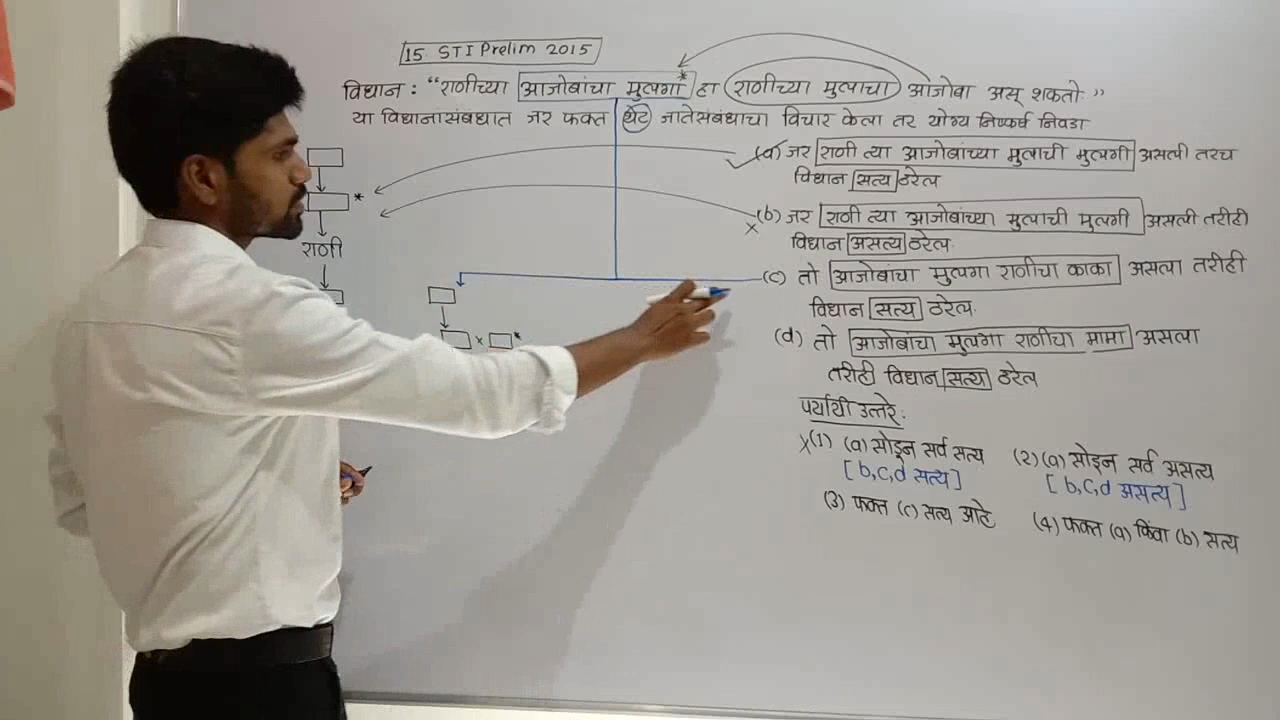 15. STI Prelim 2015
विधान : "राणीच्या आजोबांचा मुलगा* हा राणीच्या मुलाचा आजोबा असू शकतो."
या विधानासंबंधात जर फक्त थेट नातेसंबंधाचा विचार केला तर योग्य निष्कर्ष निवडा
(a) जर राणी त्या आजोबांच्या मुलाची मुलगी असली तरच
विधान सत्य ठरेल
(b) जर राणी त्या आजोबांच्या मुलाची मुलगी असली तरीही
विधान असत्य ठरेल.
(c) तो आजोबांचा मुलगा राणीचा काका असला तरीही
विधान सत्य ठरेल.
(d) तो आजोबांचा मुलगा राणीचा मामा असला
तरीही विधान सत्य ठरेल
पर्यायी उत्तरे:
(1) (a) सोडून सर्व सत्य
[b,c,d सत्य]
(2) (a) सोडून सर्व असत्य
[b,c,d असत्य]
(3) फक्त (c) सत्य आहे
(4) फक्त (a) किंवा (b) सत्य
*
राणी
x *